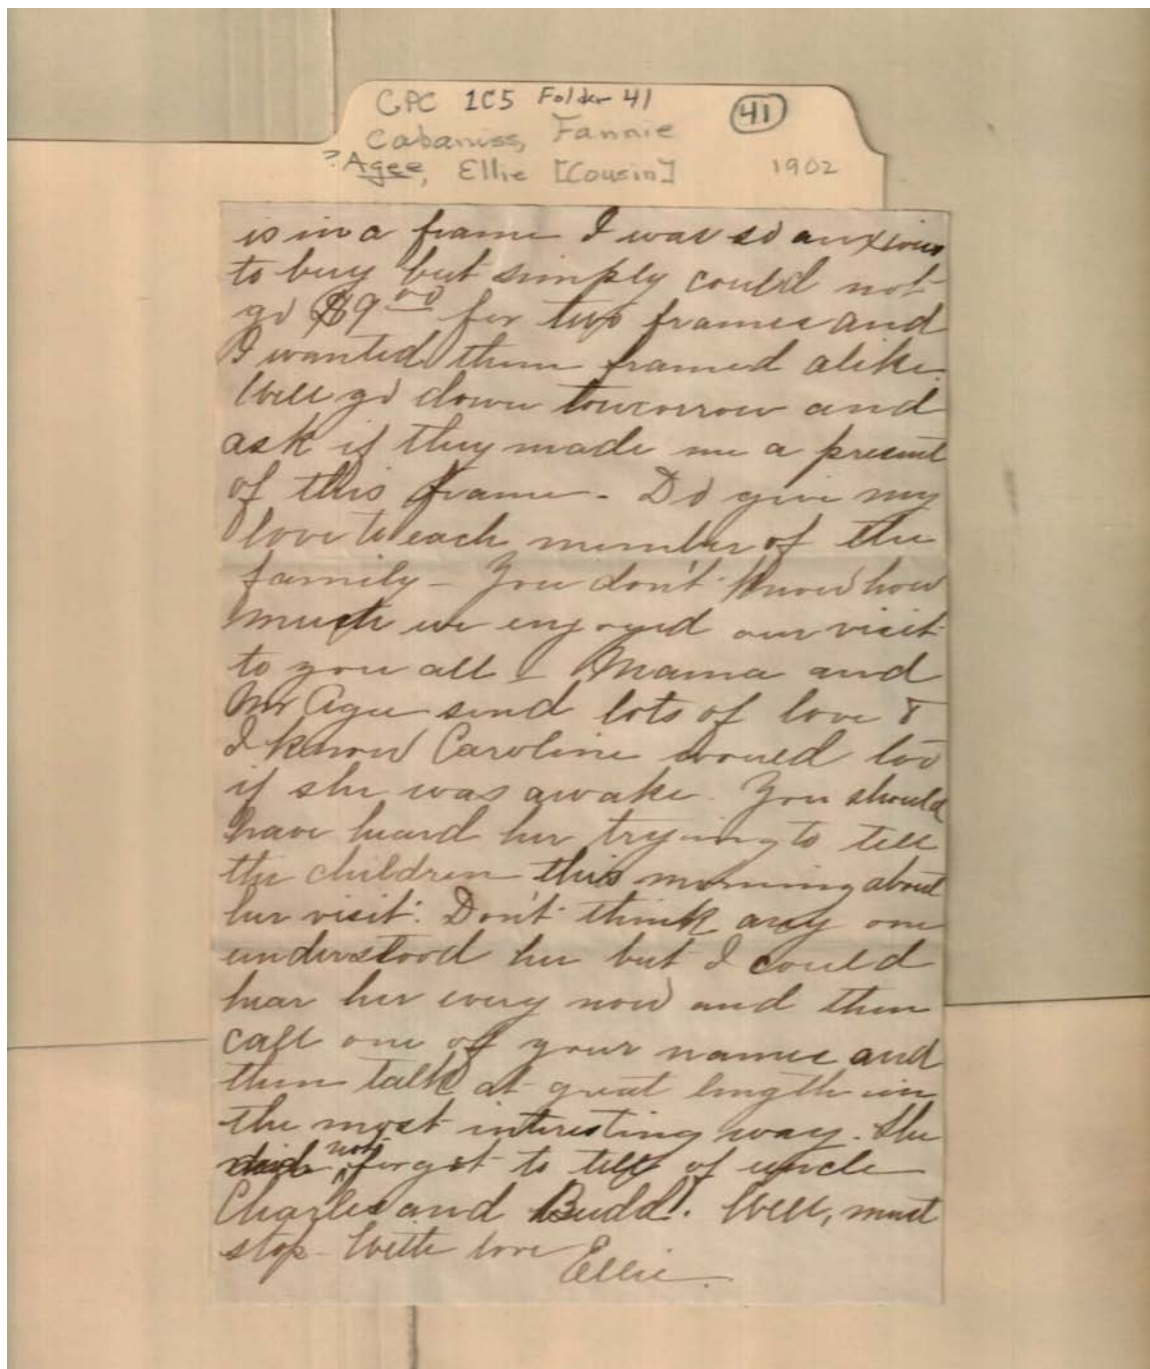 CPC 1C5 Folder 41
41
Cabaniss, Fannie
? Agee, Ellie [Cousin]
1902
is in a frame I was so anxious
to buy but simply could not
go $9.00 for two frames and
I wanted them framed alike.
Will go down tomorrow and
ask if they made me a present
of this frame - Do give my
love to each member of the
family - You don't know how
much we enjoyed our visit
to you all - Mama and
Mr Agee send lots of love &
I know Caroline would too
if she was awake. You should
have heard her trying to tell
the children this morning about
her visit. Don't think any one
understood her but I could
hear her every now and then
call one of your names and
then talk at great length in
the most interesting way. She
did not forget to tell of uncle
Charles and Budd. Well, must
stop - With love
Ellie.